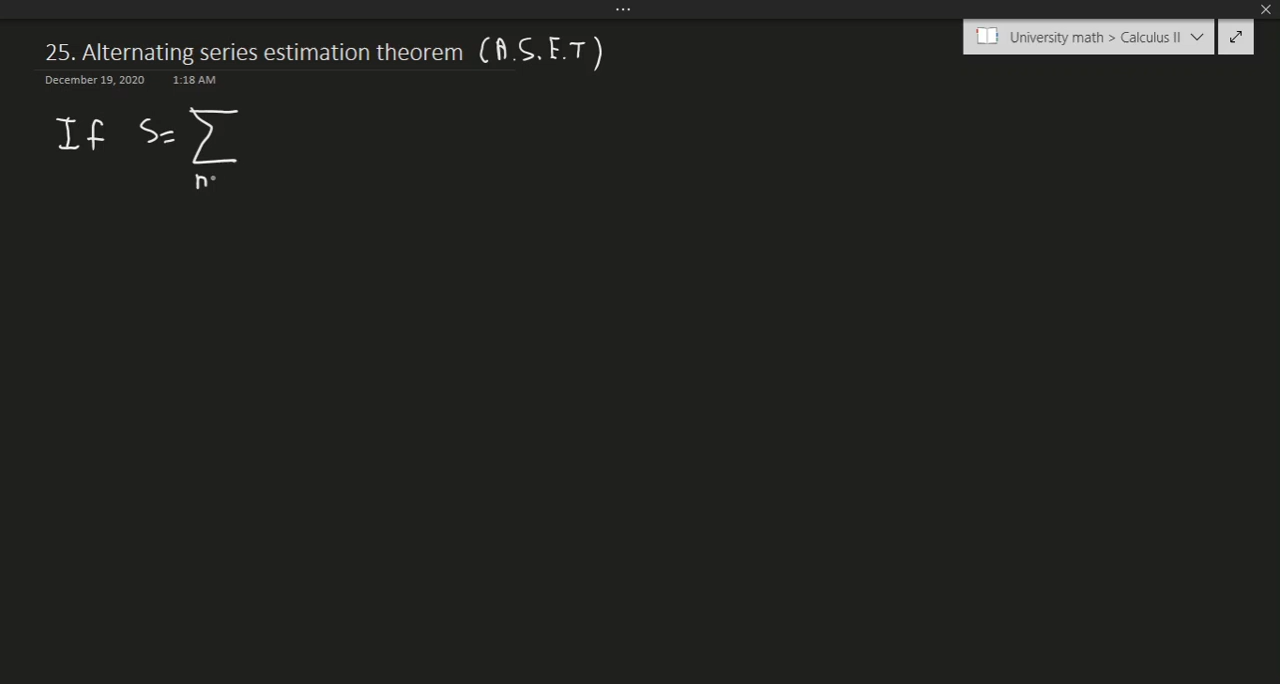 ...
University math > Calculus II
25. Alternating series estimation theorem (A.S.E.T)
December 19, 2020 1:18 AM
If S= ∑
n